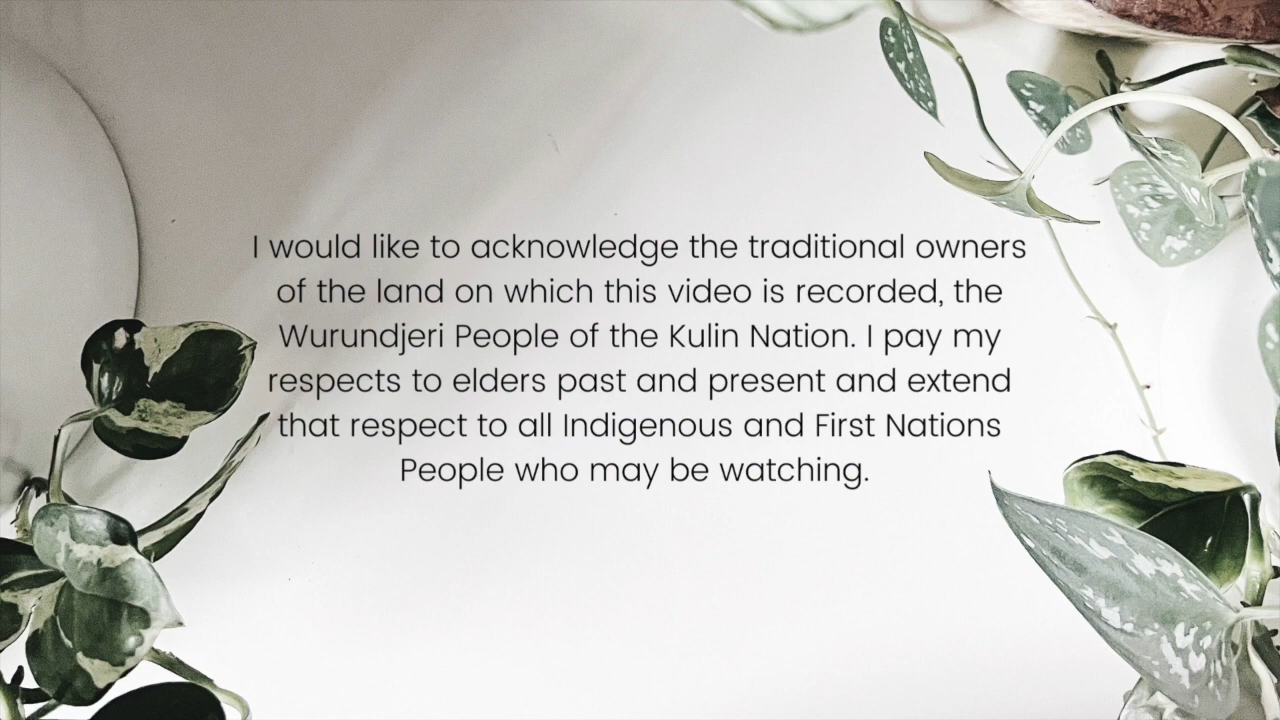 I would like to acknowledge the traditional owners
of the land on which this video is recorded, the
Wurundjeri People of the Kulin Nation. I pay my
respects to elders past and present and extend
that respect to all Indigenous and First Nations
People who may be watching.